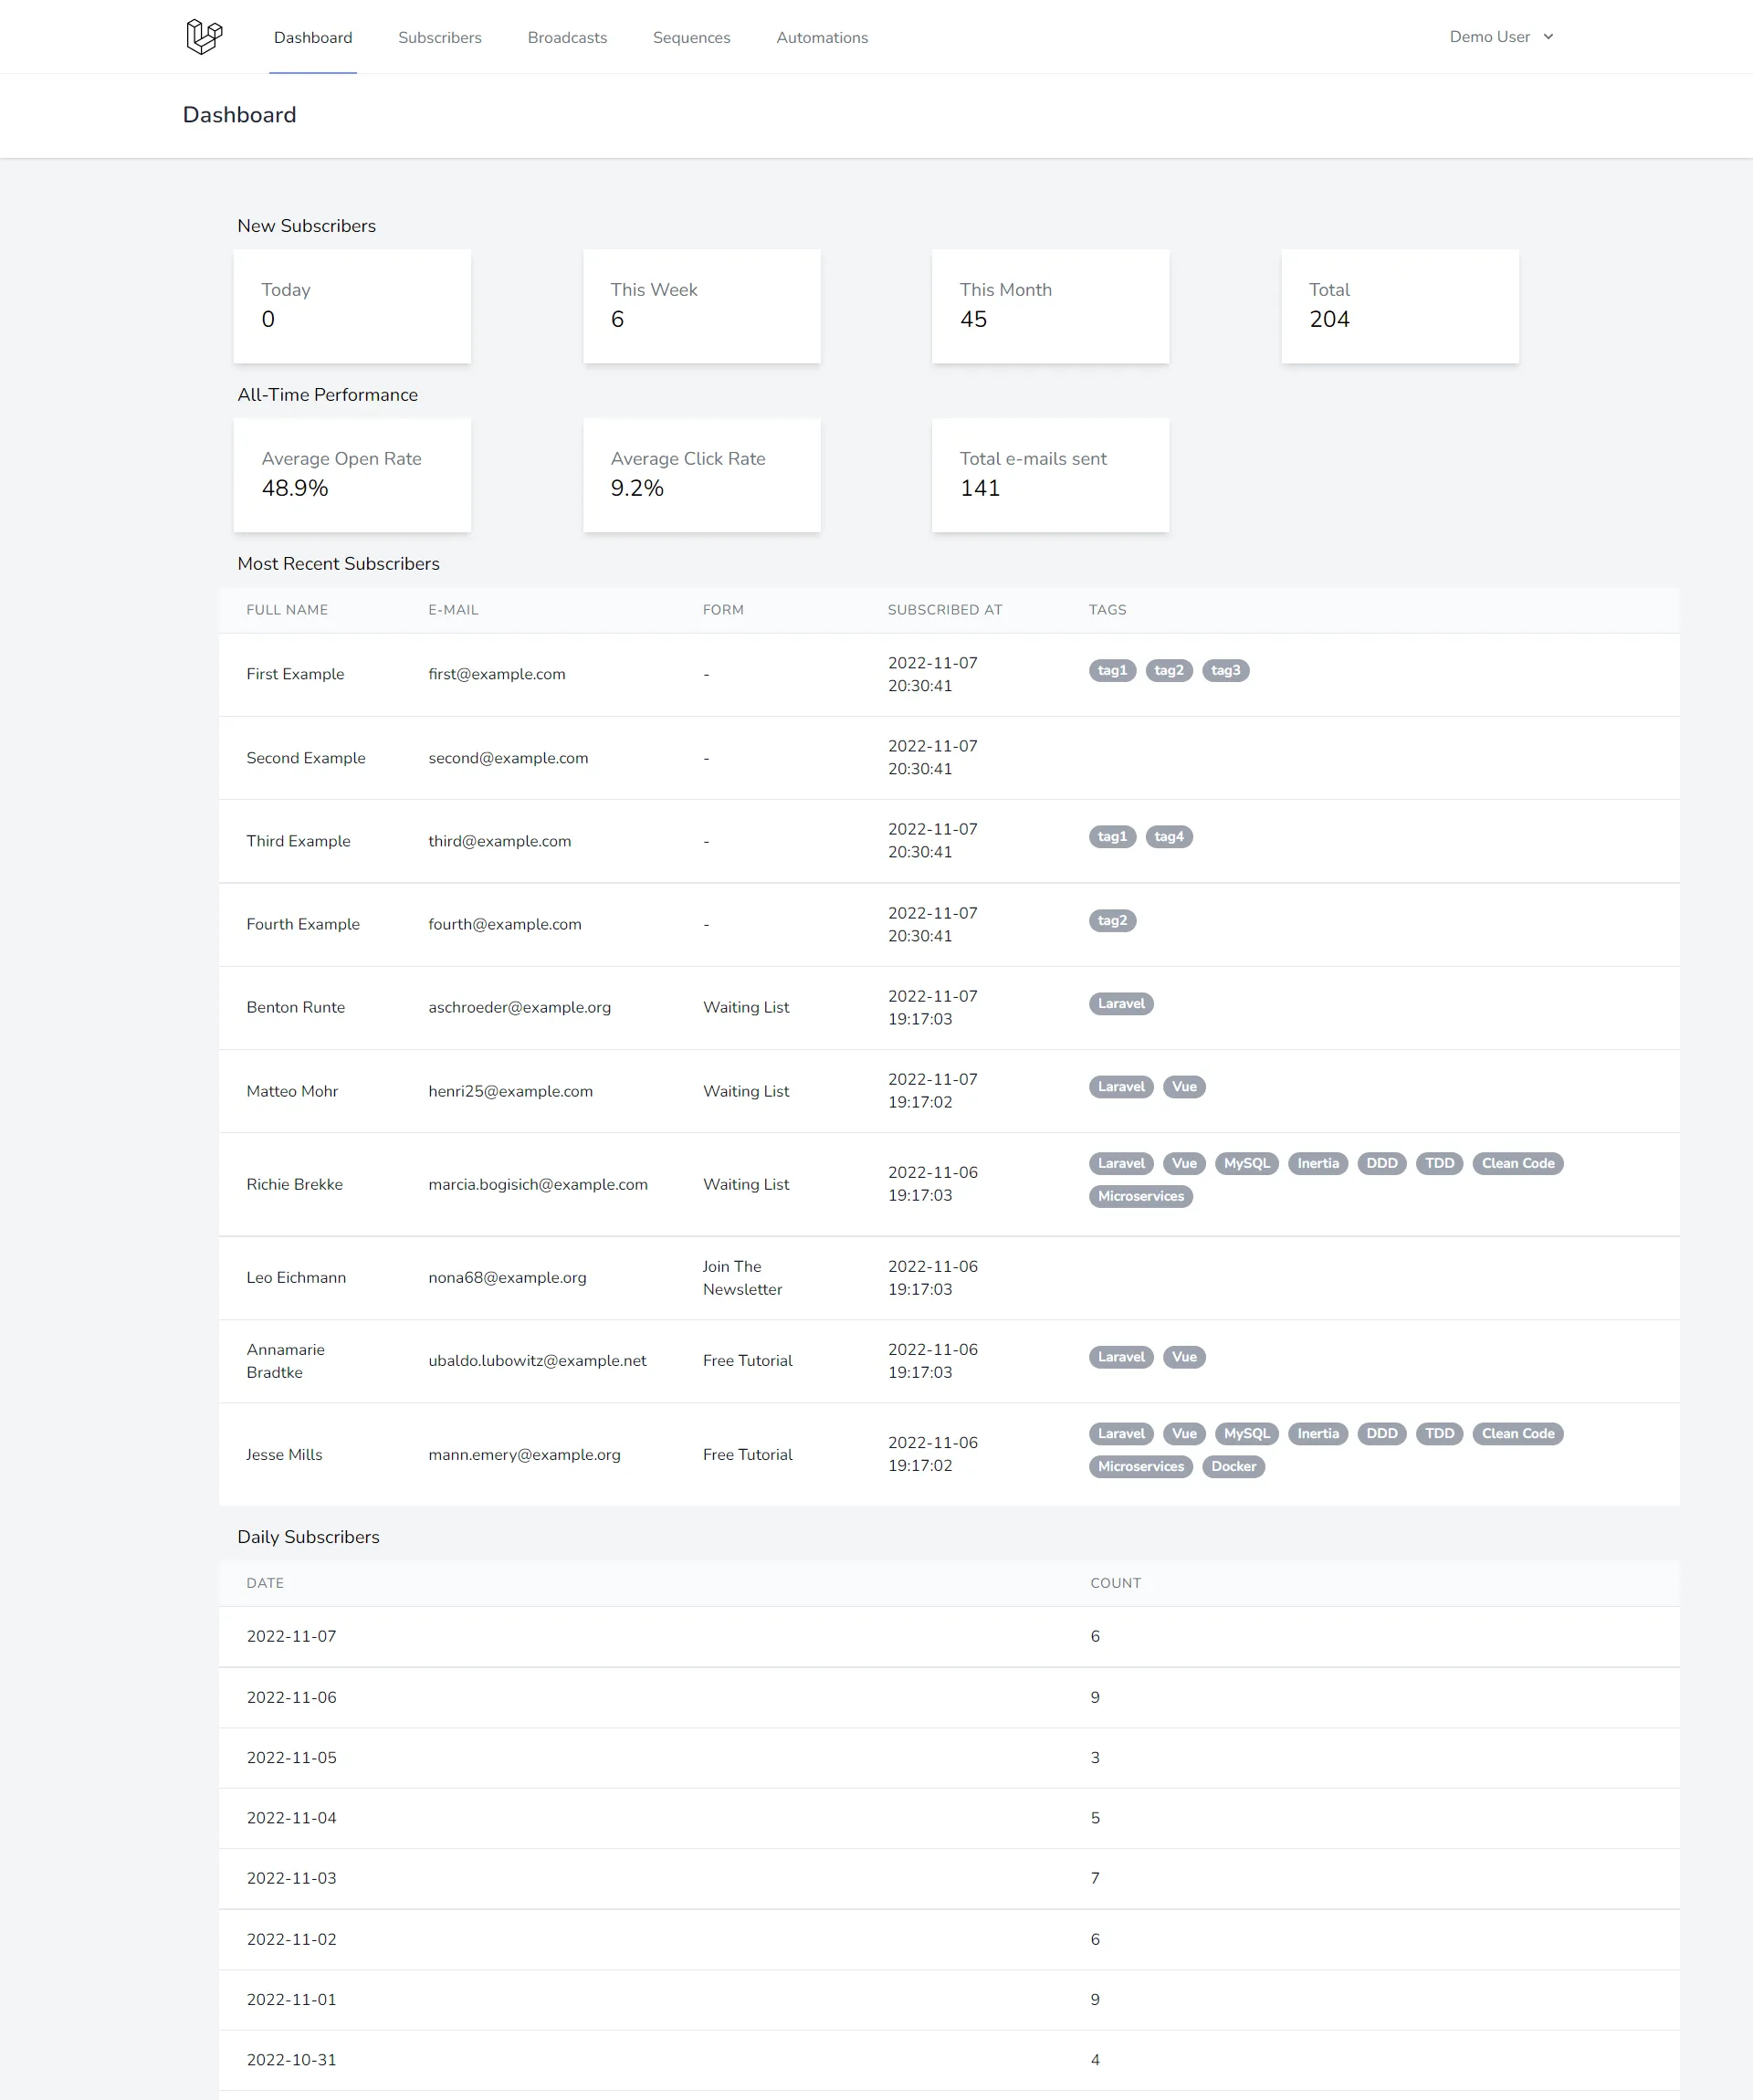 Dashboard Subscribers Broadcasts Sequences Automations Demo User
Dashboard
New Subscribers
Today This Week This Month Total
0 6 45 204
All-Time Performance
Average Open Rate Average Click Rate Total e-mails sent
48.9% 9.2% 141
Most Recent Subscribers
FULL NAME E-MAIL FORM SUBSCRIBED AT TAGS
First Example first@example.com - 2022-11-07 20:30:41 tag1 tag2 tag3
Second Example second@example.com - 2022-11-07 20:30:41
Third Example third@example.com - 2022-11-07 20:30:41 tag1 tag4
Fourth Example fourth@example.com - 2022-11-07 20:30:41 tag2
Benton Runte aschroeder@example.org Waiting List 2022-11-07 19:17:03 Laravel
Matteo Mohr henri25@example.com Waiting List 2022-11-07 19:17:02 Laravel Vue
Richie Brekke marcia.bogisich@example.com Waiting List 2022-11-06 19:17:03 Laravel Vue MySQL Inertia DDD TDD Clean Code Microservices
Leo Eichmann nona68@example.org Join The Newsletter 2022-11-06 19:17:03
Annamarie Bradtke ubaldo.lubowitz@example.net Free Tutorial 2022-11-06 19:17:03 Laravel Vue
Jesse Mills mann.emery@example.org Free Tutorial 2022-11-06 19:17:02 Laravel Vue MySQL Inertia DDD TDD Clean Code Microservices Docker
Daily Subscribers
DATE COUNT
2022-11-07 6
2022-11-06 9
2022-11-05 3
2022-11-04 5
2022-11-03 7
2022-11-02 6
2022-11-01 9
2022-10-31 4